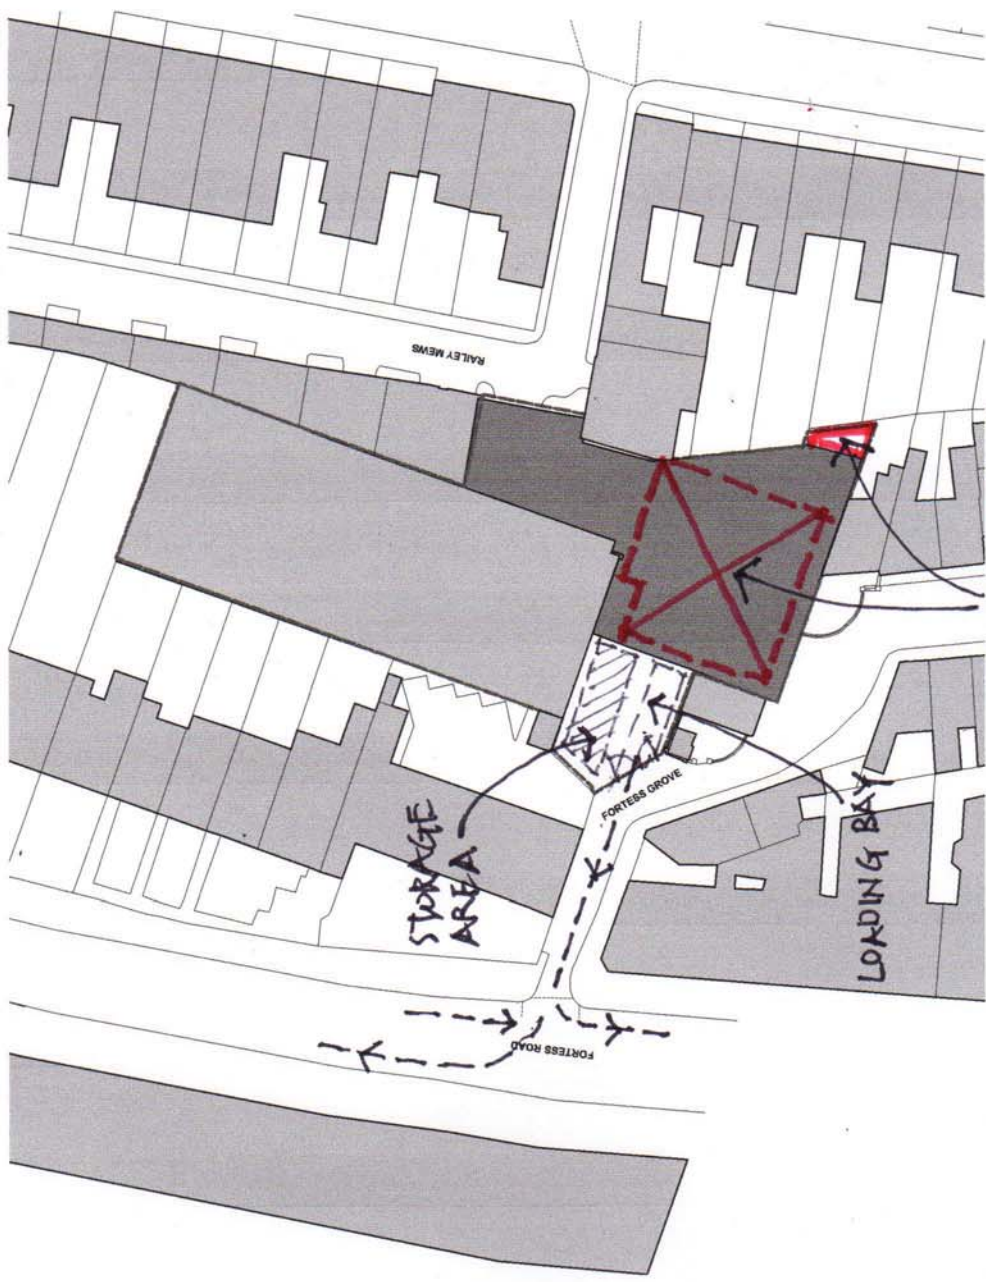 RAILEY MEWS
FORTESS GROVE
STORAGE
AREA
LOADING BAY
FORTESS ROAD